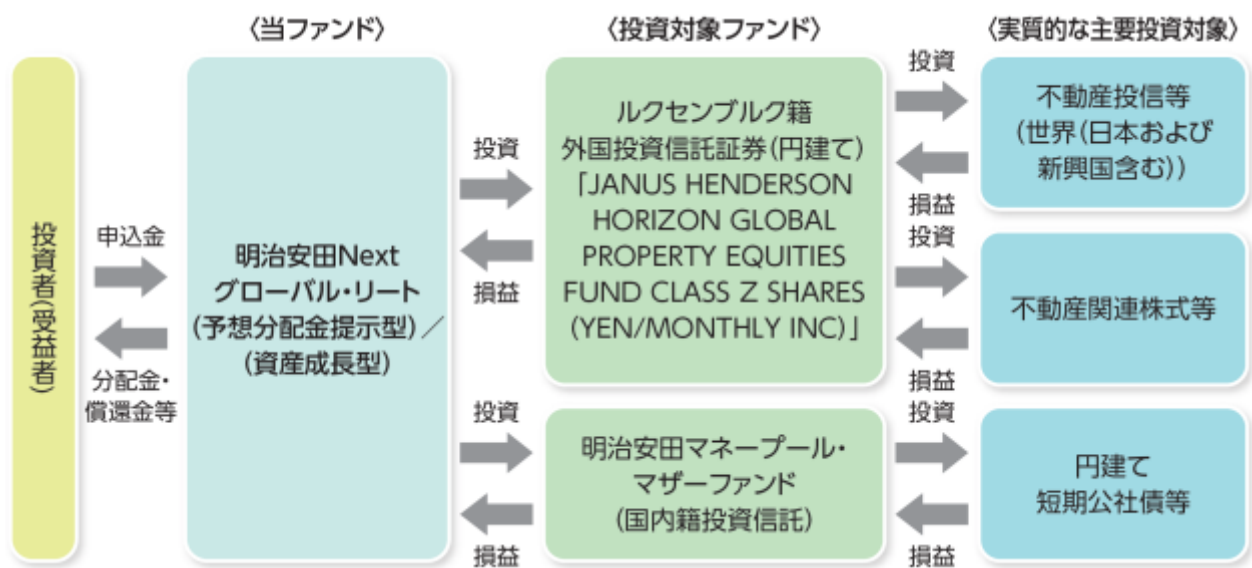 〈当ファンド〉
〈投資対象ファンド〉
〈実質的な主要投資対象〉
投資者(受益者)
申込金
分配金・
償還金等
明治安田Next
グローバル・リート
(予想分配金提示型)／
(資産成長型)
投資
損益
投資
損益
ルクセンブルク籍
外国投資信託証券(円建て)
「JANUS HENDERSON
HORIZON GLOBAL
PROPERTY EQUITIES
FUND CLASS Z SHARES
(YEN/MONTHLY INC)」
明治安田マネープール・
マザーファンド
(国内籍投資信託)
投資
損益
投資
損益
投資
損益
不動産投信等
(世界(日本および
新興国含む))
不動産関連株式等
円建て
短期公社債等